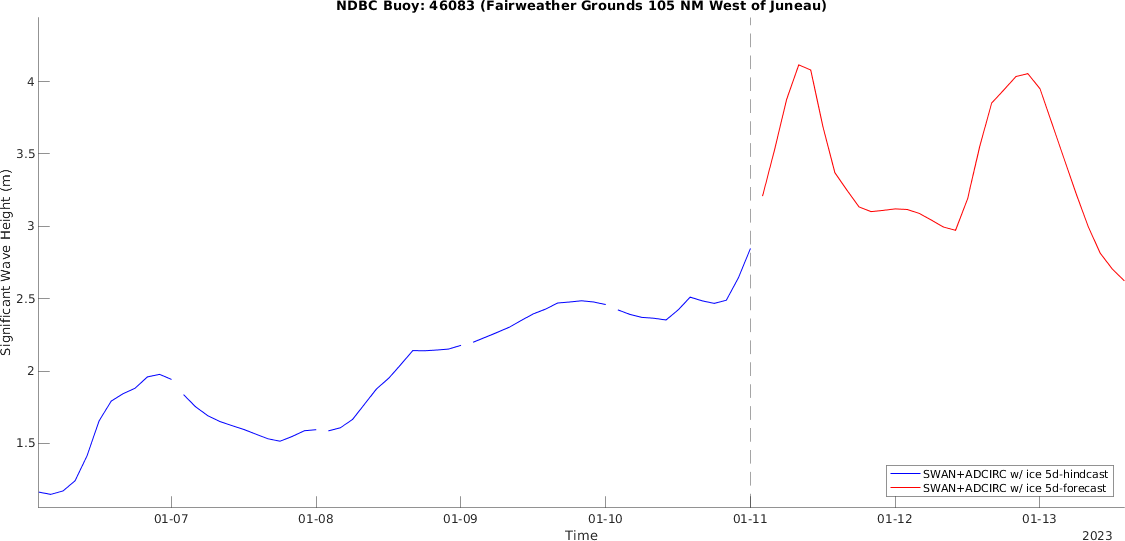 NDBC Buoy: 46083 (Fairweather Grounds 105 NM West of Juneau)
Significant Wave Height (m)
4
3.5
3
2.5
2
1.5
SWAN+ADCIRC w/ ice 5d-hindcast
SWAN+ADCIRC w/ ice 5d-forecast
01-07 01-08 01-09 01-10 01-11 01-12 01-13
Time
2023